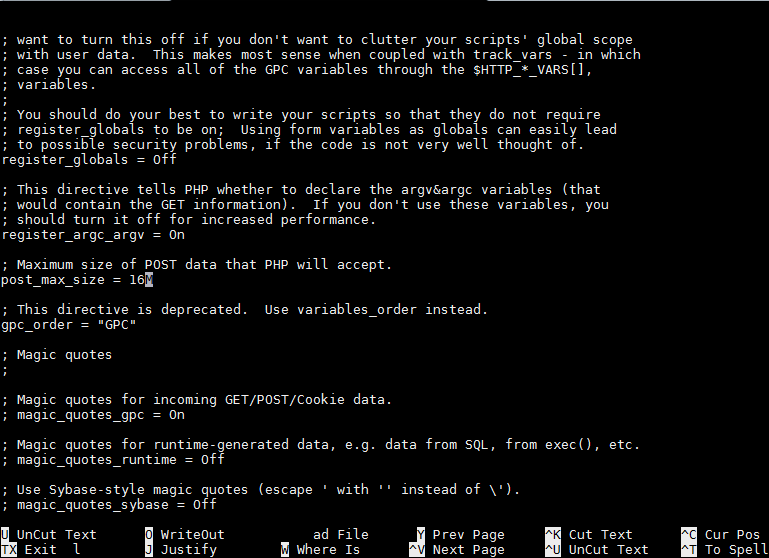 ; want to turn this off if you don't want to clutter your scripts' global scope
; with user data.  This makes most sense when coupled with track_vars - in which
; case you can access all of the GPC variables through the $HTTP_*_VARS[],
; variables.
;
; You should do your best to write your scripts so that they do not require
; register_globals to be on;  Using form variables as globals can easily lead
; to possible security problems, if the code is not very well thought of.
register_globals = Off
; This directive tells PHP whether to declare the argv&argc variables (that
; would contain the GET information).  If you don't use these variables, you
; should turn it off for increased performance.
register_argc_argv = On
; Maximum size of POST data that PHP will accept.
post_max_size = 16M
; This directive is deprecated.  Use variables_order instead.
gpc_order = "GPC"
; Magic quotes
;
; Magic quotes for incoming GET/POST/Cookie data.
; magic_quotes_gpc = On
; Magic quotes for runtime-generated data, e.g. data from SQL, from exec(), etc.
; magic_quotes_runtime = Off
; Use Sybase-style magic quotes (escape ' with '' instead of \').
; magic_quotes_sybase = Off
U UnCut Text O WriteOut ad File Y Prev Page ^K Cut Text ^C Cur Pos
TX Exit l J Justify W Where Is ^V Next Page ^U UnCut Text ^T To Spell